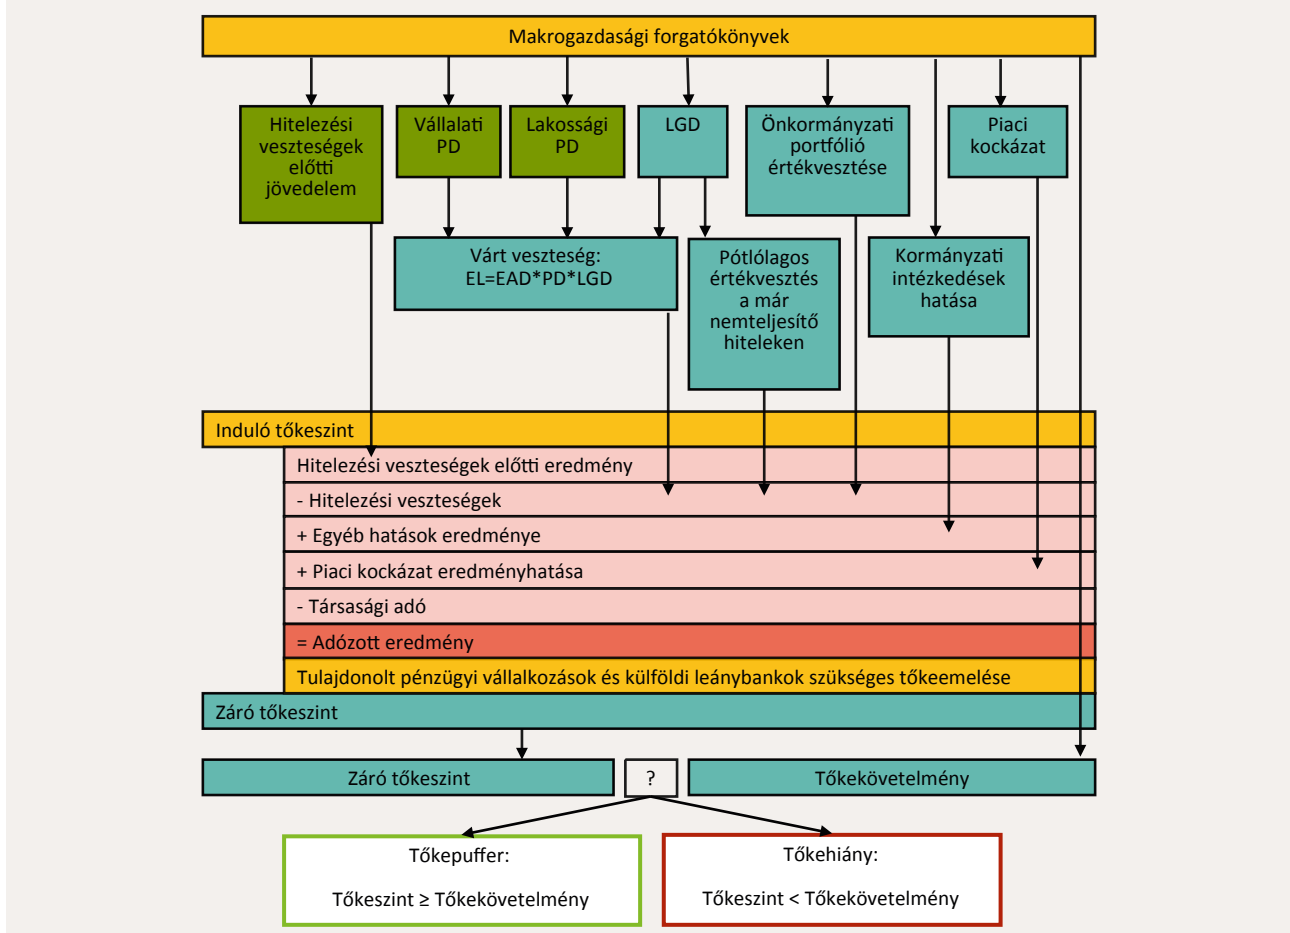 Makrogazdasági forgatókönyvek
Hitelezési
veszteségek
előtti
jövedelem
Vállalati
PD
Lakossági
PD
LGD
Önkormányzati
portfólió
értékvesztése
Piaci
kockázat
Várt veszteség:
EL=EAD*PD*LGD
Pótlólagos
értékvesztés
a már
nemteljesítő
hiteleken
Kormányzati
intézkedések
hatása
Induló tőkeszint
Hitelezési veszteségek előtti eredmény
- Hitelezési veszteségek
+ Egyéb hatások eredménye
+ Piaci kockázat eredményhatása
- Társasági adó
= Adózott eredmény
Tulajdonolt pénzügyi vállalkozások és külföldi leánybankok szükséges tőkeemelése
Záró tőkeszint
Záró tőkeszint
?
Tőkekövetelmény
Tőkepuffer:
Tőkeszint ≥ Tőkekövetelmény
Tőkehiány:
Tőkeszint < Tőkekövetelmény